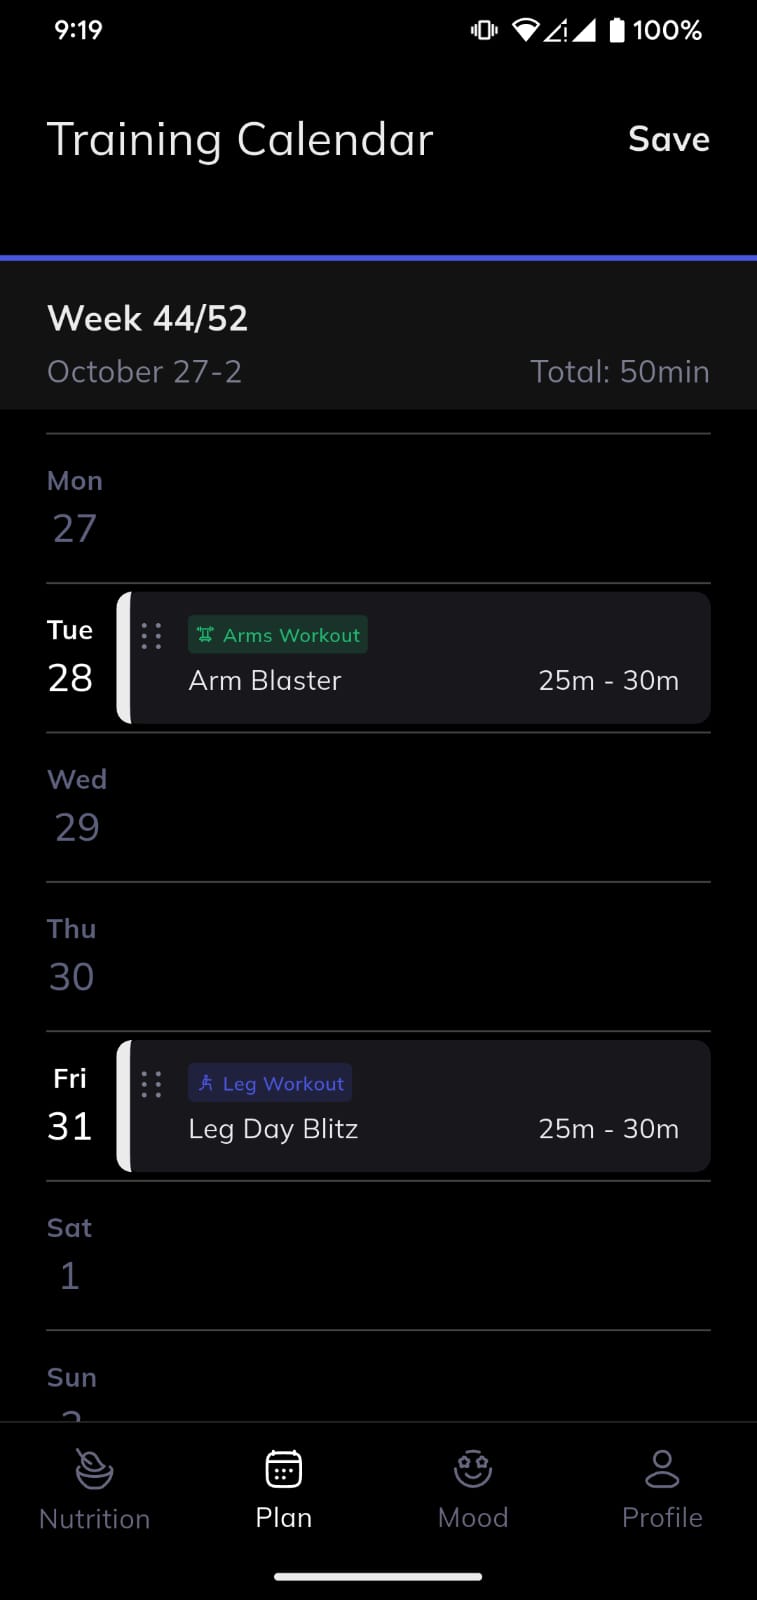 9:19 100%
Training Calendar Save
Week 44/52
October 27-2 Total: 50min
Mon
27
Tue
28
Arms Workout
Arm Blaster 25m - 30m
Wed
29
Thu
30
Fri
31
Leg Workout
Leg Day Blitz 25m - 30m
Sat
1
Sun
2
Nutrition Plan Mood Profile